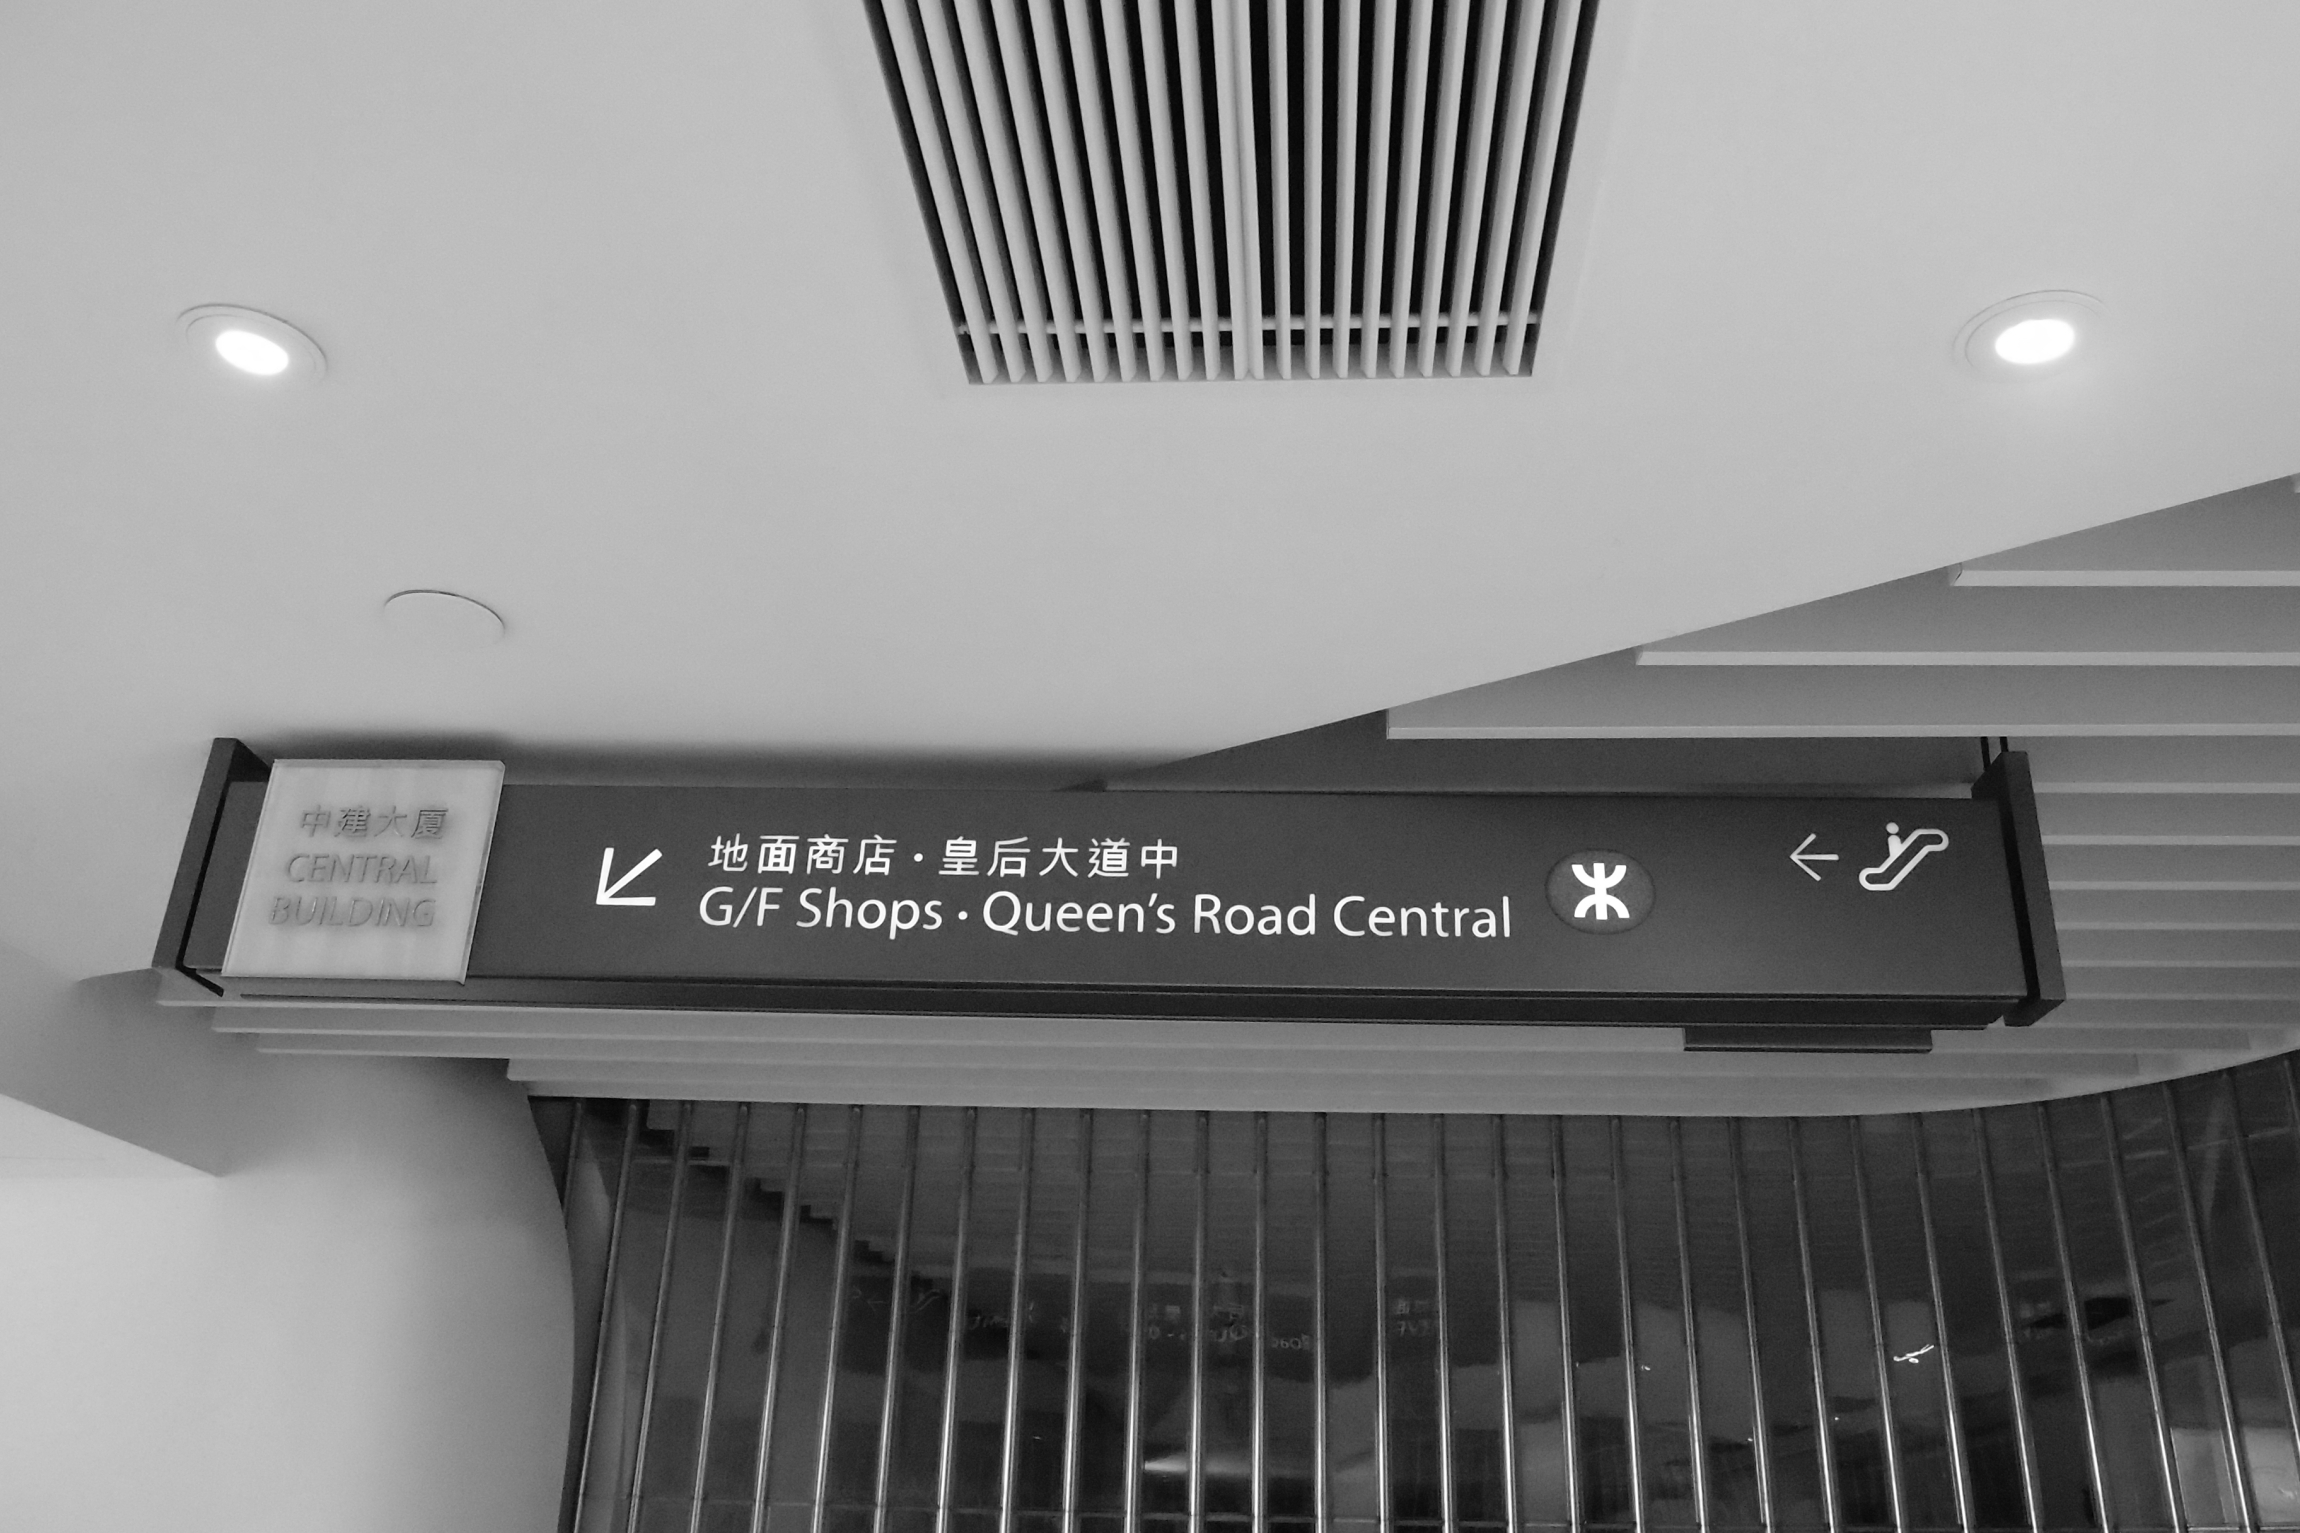 中建大廈
CENTRAL
BUILDING
地面商店・皇后大道中
G/F Shops・Queen's Road Central